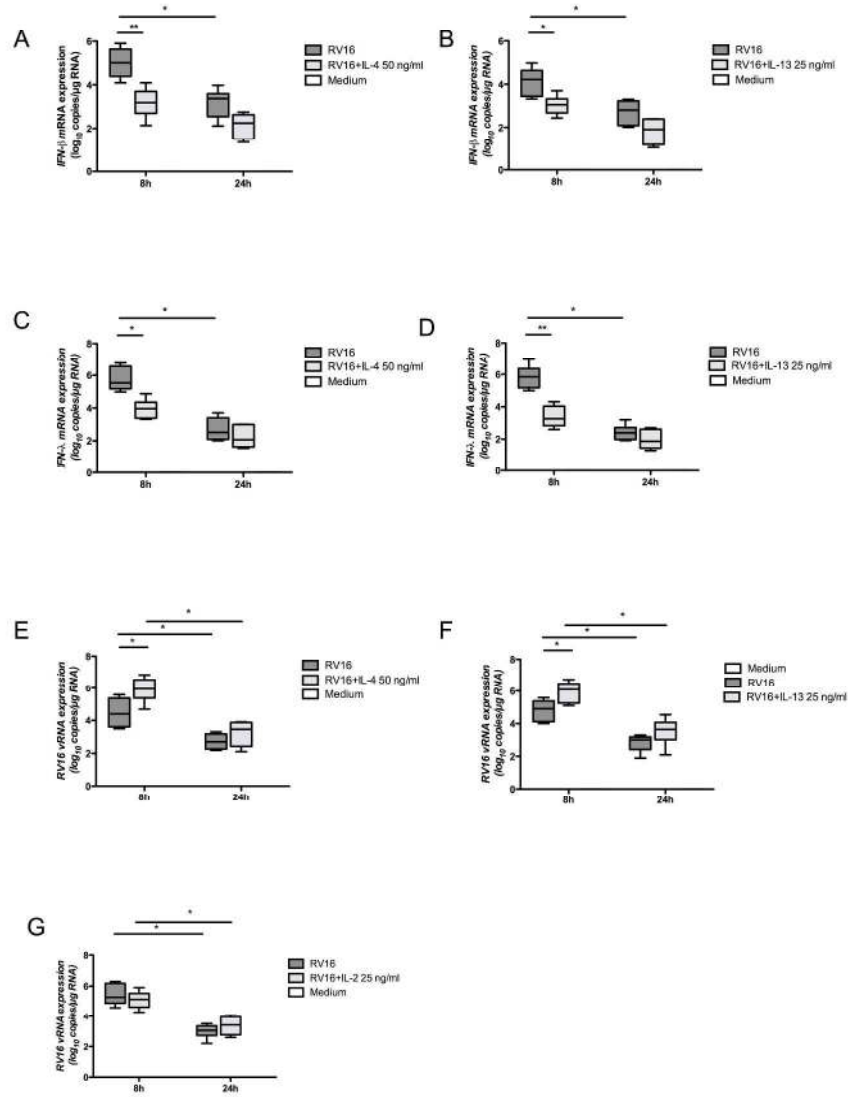 A
*
**
IFN-β mRNA expression
(log10 copies/µg RNA)
6
4
2
0
8h
24h
RV16
RV16+IL-4 50 ng/ml
Medium
B
*
*
IFN-β mRNA expression
(log10 copies/µg RNA)
6
4
2
0
8h
24h
RV16
RV16+IL-13 25 ng/ml
Medium
C
*
*
IFN-λ mRNA expression
(log10 copies/µg RNA)
8
6
4
2
0
8h
24h
RV16
RV16+IL-4 50 ng/ml
Medium
D
*
**
IFN-λ mRNA expression
(log10 copies/µg RNA)
8
6
4
2
0
8h
24h
RV16
RV16+IL-13 25 ng/ml
Medium
E
*
*
*
RV16 vRNA expression
(log10 copies/µg RNA)
8
6
4
2
0
8h
24h
RV16
RV16+IL-4 50 ng/ml
Medium
F
*
*
*
RV16 vRNA expression
(log10 copies/µg RNA)
8
6
4
2
0
8h
24h
Medium
RV16
RV16+IL-13 25 ng/ml
G
*
*
RV16 vRNA expression
(log10 copies/µg RNA)
8
6
4
2
0
8h
24h
RV16
RV16+IL-2 25 ng/ml
Medium